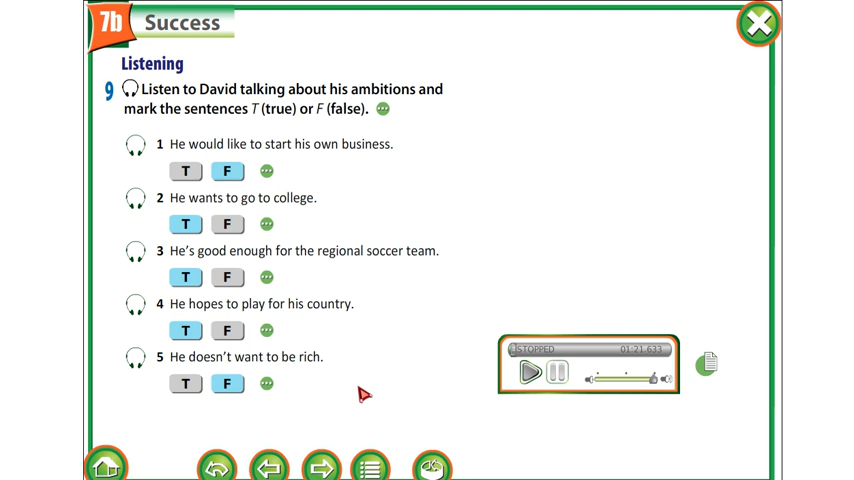 7b Success
Listening
9 Listen to David talking about his ambitions and
mark the sentences T (true) or F (false).
1 He would like to start his own business.
T F
2 He wants to go to college.
T F
3 He's good enough for the regional soccer team.
T F
4 He hopes to play for his country.
T F
5 He doesn't want to be rich.
T F
STOPPED 01:21.633